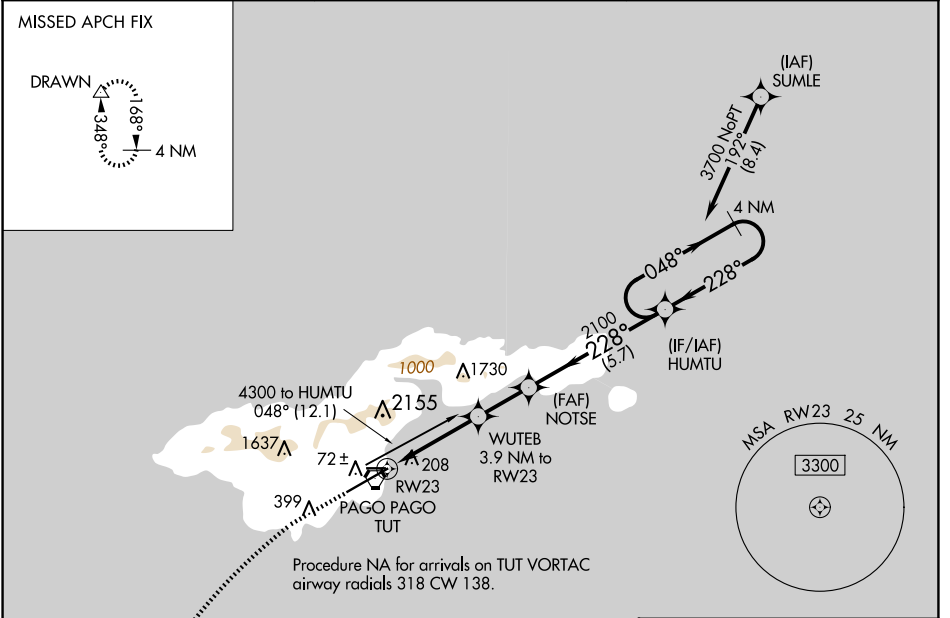 MISSED APCH FIX
DRAWN
348°
168°
4 NM
(IAF)
SUMLE
3700 NoPT
192°
(8.4)
4 NM
048°
228°
2100
228°
(5.7)
(IF/IAF)
HUMTU
1000
1730
4300 to HUMTU
048° (12.1)
2155
(FAF)
NOTSE
1637
WUTEB
3.9 NM to
RW23
72±
208
RW23
399
PAGO PAGO
TUT
MSA RW23 25 NM
3300
Procedure NA for arrivals on TUT VORTAC
airway radials 318 CW 138.